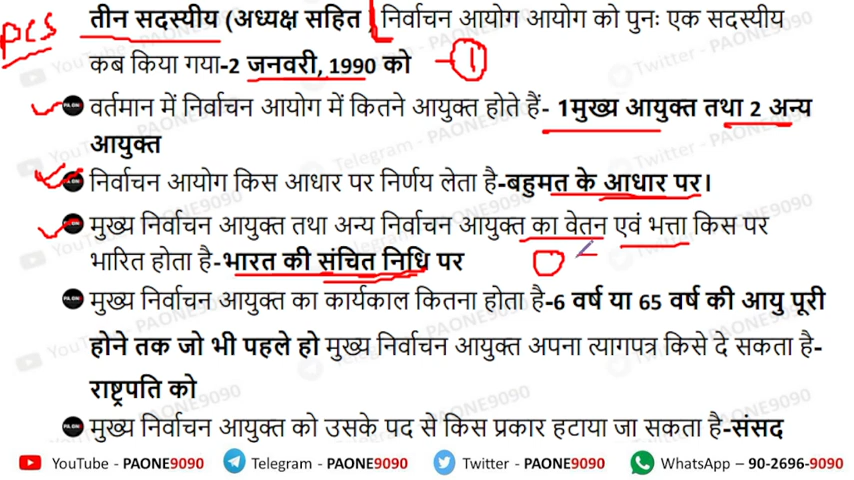 PCS
तीन सदस्यीय (अध्यक्ष सहित ) निर्वाचन आयोग आयोग को पुनः एक सदस्यीय
कब किया गया-2 जनवरी, 1990 को -1
वर्तमान में निर्वाचन आयोग में कितने आयुक्त होते हैं- 1मुख्य आयुक्त तथा 2 अन्य
आयुक्त
निर्वाचन आयोग किस आधार पर निर्णय लेता है-बहुमत के आधार पर।
मुख्य निर्वाचन आयुक्त तथा अन्य निर्वाचन आयुक्त का वेतन एवं भत्ता किस पर
भारित होता है-भारत की संचित निधि पर
मुख्य निर्वाचन आयुक्त का कार्यकाल कितना होता है-6 वर्ष या 65 वर्ष की आयु पूरी
होने तक जो भी पहले हो मुख्य निर्वाचन आयुक्त अपना त्यागपत्र किसे दे सकता है-
राष्ट्रपति को
मुख्य निर्वाचन आयुक्त को उसके पद से किस प्रकार हटाया जा सकता है-संसद
YouTube - PAONE9090 Telegram - PAONE9090 Twitter - PAONE9090 WhatsApp – 90-2696-9090